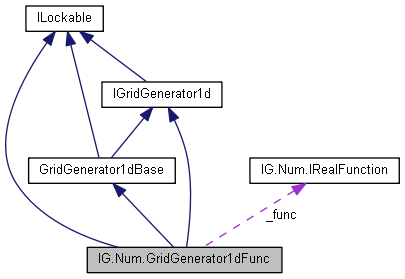 ILockable
IGridGenerator1d
GridGenerator1dBase
IG.Num.IRealFunction
_func
IG.Num.GridGenerator1dFunc